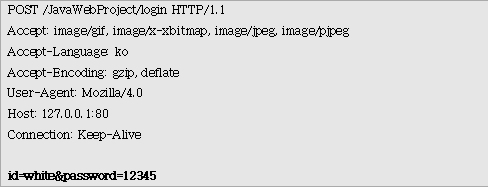 POST /JavaWebProject/login HTTP/1.1
Accept: image/gif, image/x-xbitmap, image/jpeg, image/pjpeg
Accept-Language: ko
Accept-Encoding: gzip, deflate
User-Agent: Mozilla/4.0
Host: 127.0.0.1:80
Connection: Keep-Alive
id=white&password=12345